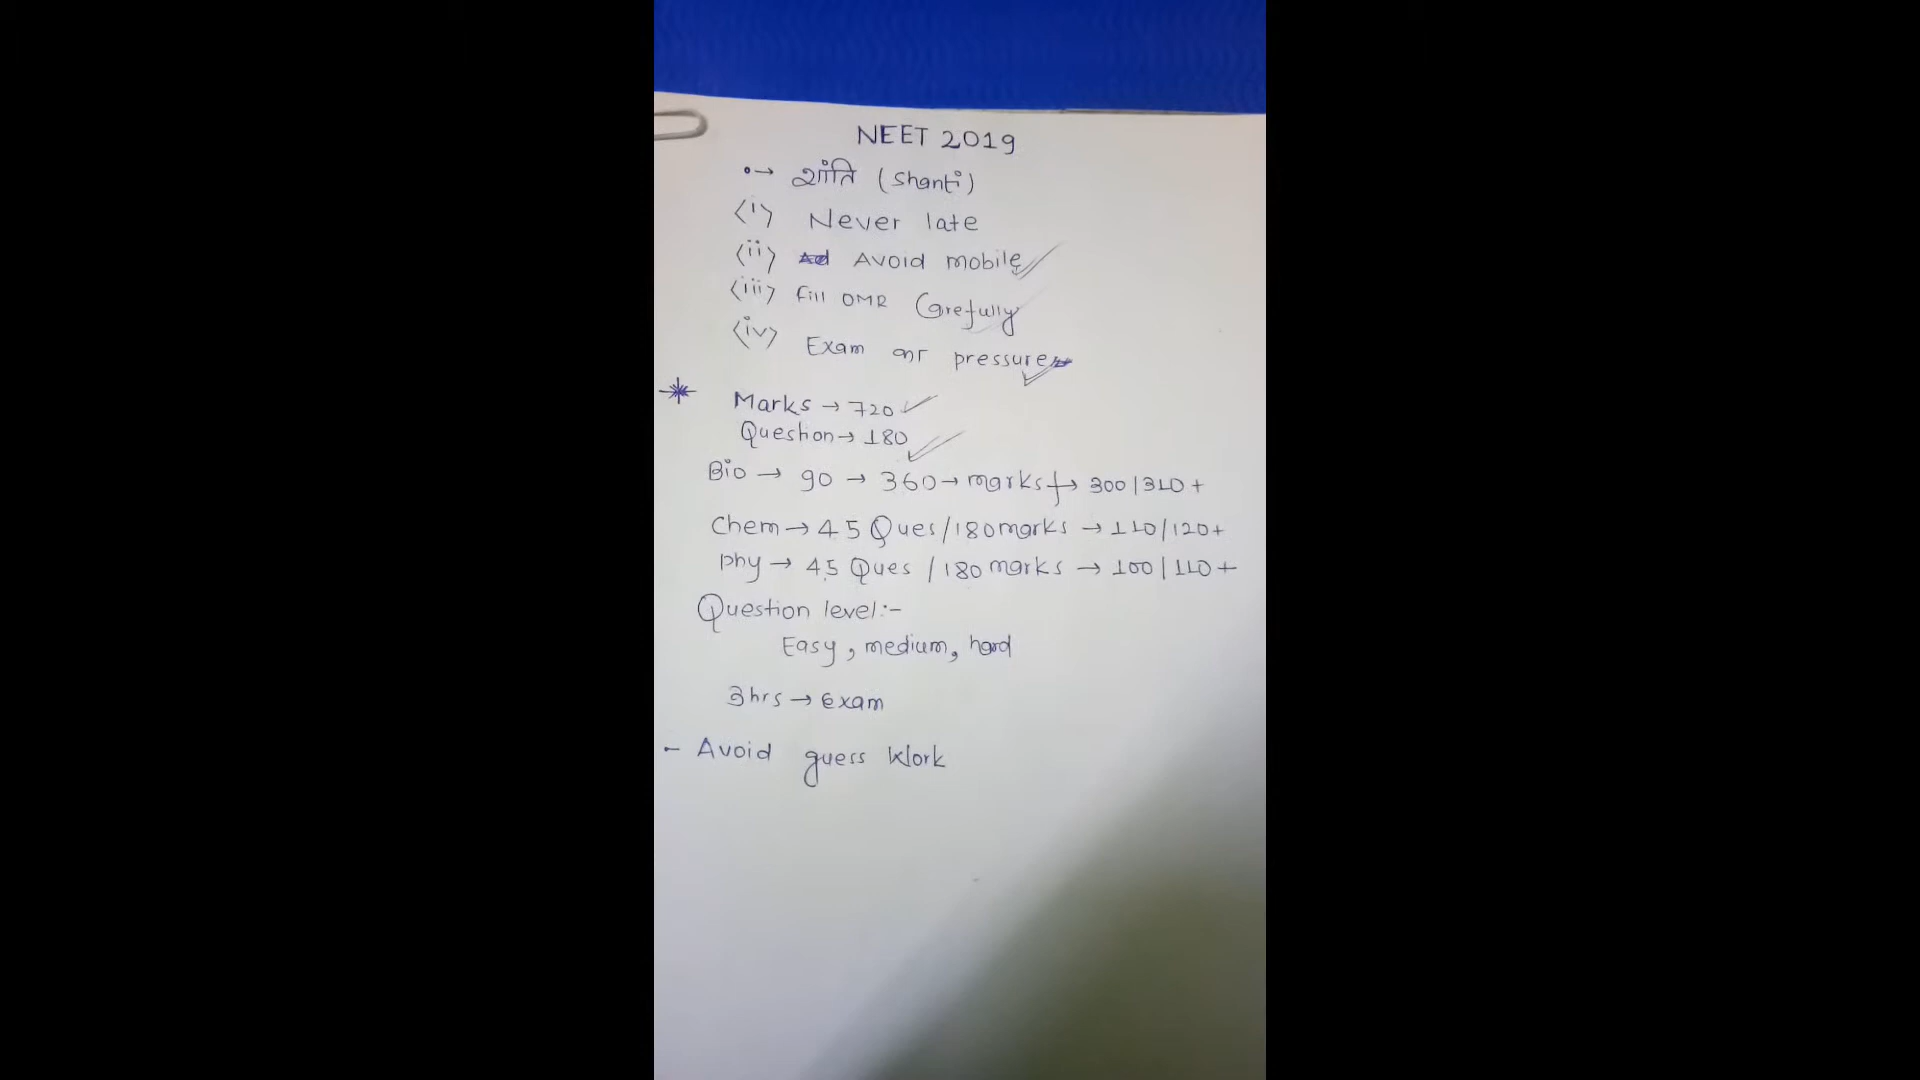 NEET 2019
•→ शांति (Shanti)
(i) Never late
(ii) Avoid mobile
(iii) Fill OMR Carefully
(iv) Exam का pressure
Marks → 720
Question → 180
Bio → 90 → 360 → marks → 300/310+
Chem → 45 Ques/180 marks → 110/120+
Phy → 45 Ques /180 marks → 100/110+
Question level:-
Easy, medium, hard
3hrs → exam
- Avoid guess Work